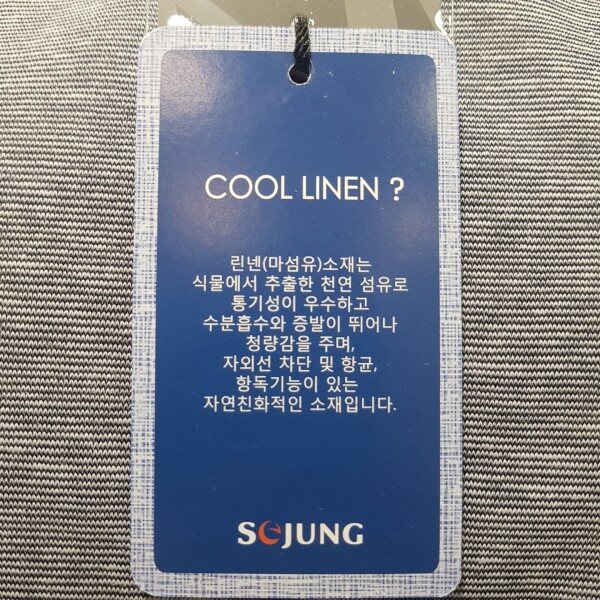 COOL LINEN ?
린넨(마섬유)소재는
식물에서 추출한 천연 섬유로
통기성이 우수하고
수분흡수와 증발이 뛰어나
청량감을 주며,
자외선 차단 및 항균,
항독기능이 있는
자연친화적인 소재입니다.
SEJUNG